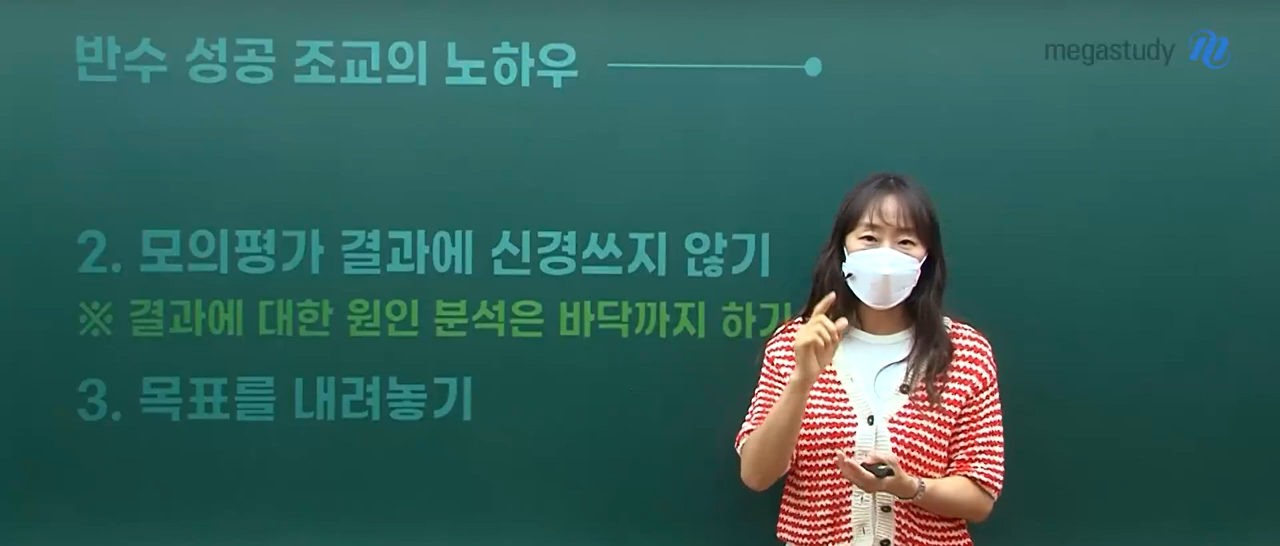 반수 성공 조교의 노하우
megastudy
2. 모의평가 결과에 신경쓰지 않기
※ 결과에 대한 원인 분석은 바닥까지 하기
3. 목표를 내려놓기